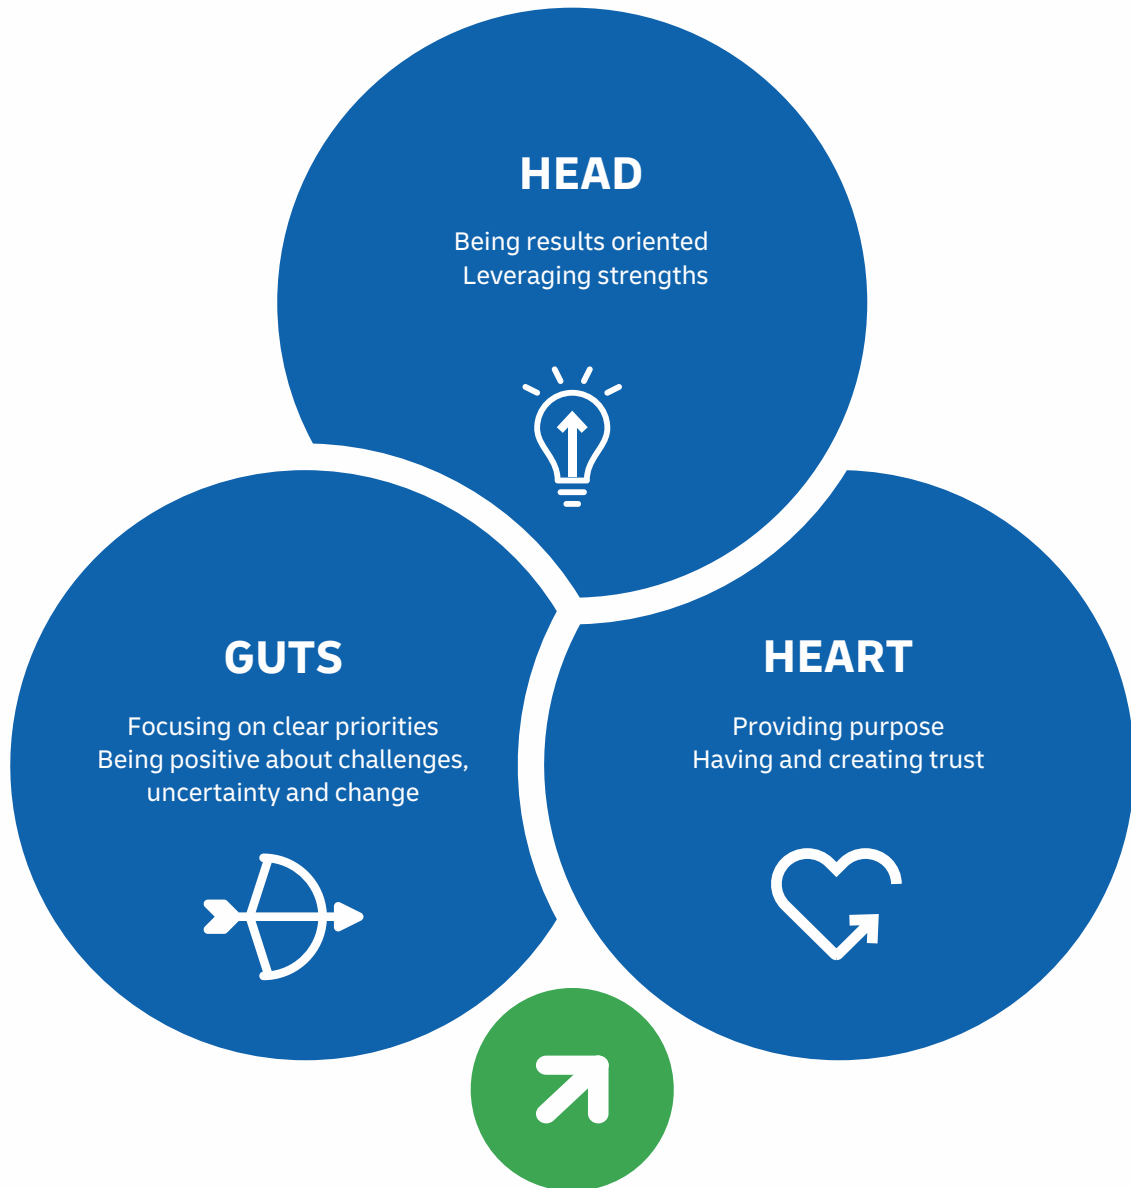 HEAD
Being results oriented
Leveraging strengths
GUTS
Focusing on clear priorities
Being positive about challenges,
uncertainty and change
HEART
Providing purpose
Having and creating trust